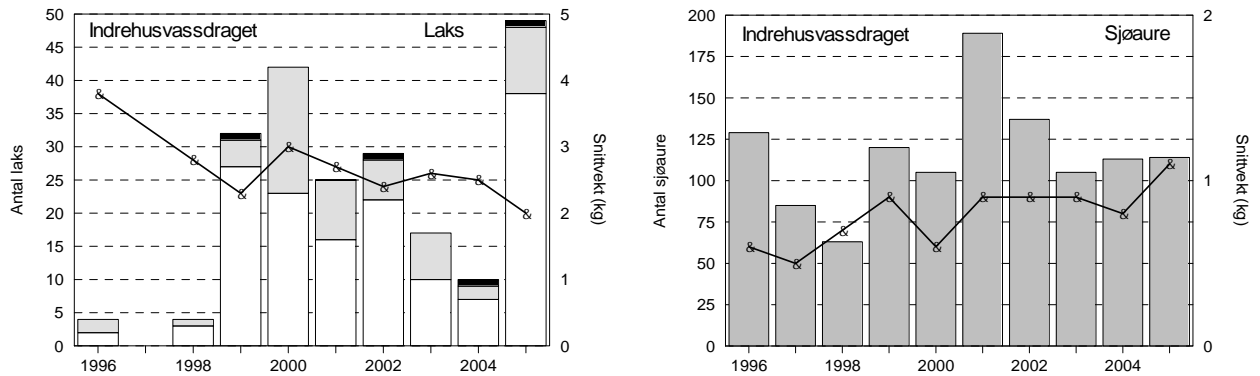 Indrehusvassdraget Laks
Antal laks
50
45
40
35
30
25
20
15
10
5
0
5
4
3
2
1
0
Snittvekt (kg)
& & & & & & & & &
1996 1998 2000 2002 2004
Indrehusvassdraget Sjøaure
Antal sjøaure
200
175
150
125
100
75
50
25
0
2
1
0
Snittvekt (kg)
& & & & & & & & & &
1996 1998 2000 2002 2004